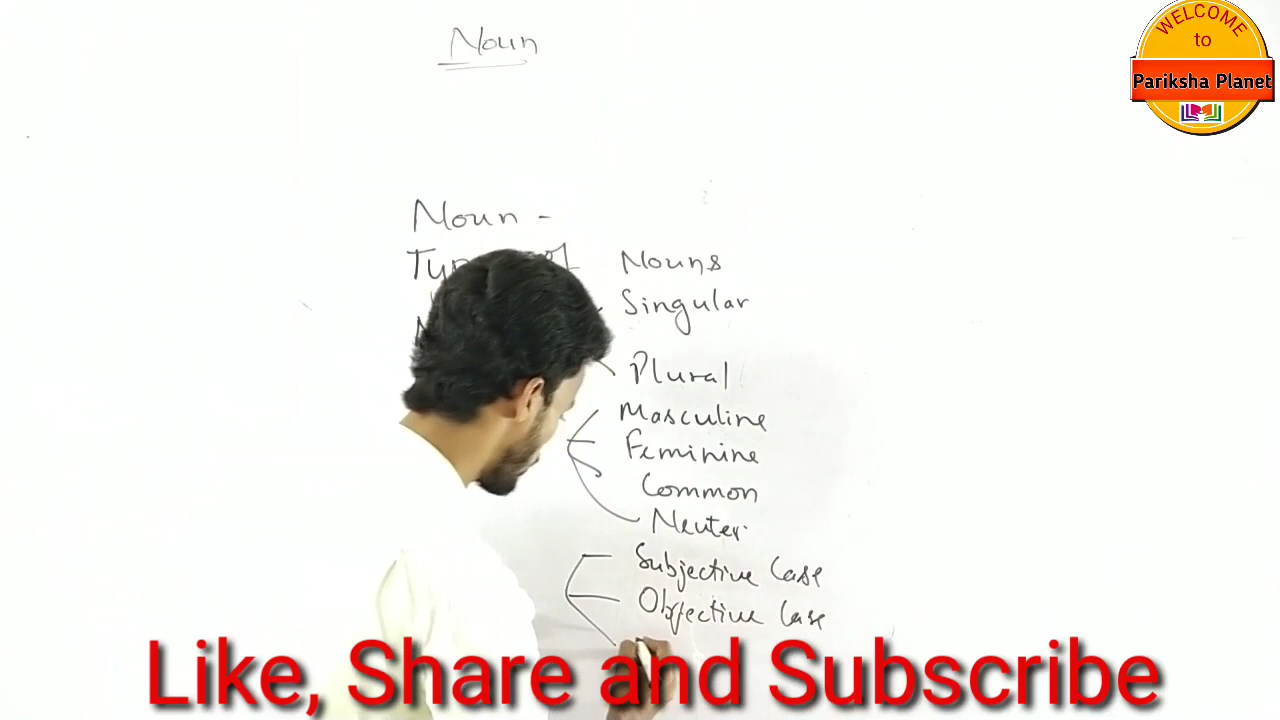 Noun
WELCOME
to
Pariksha Planet
Noun -
of Nouns
Singular
Plural
Masculine
Feminine
Common
Neuter
Subjective Case
Objective Case
Like, Share and Subscribe